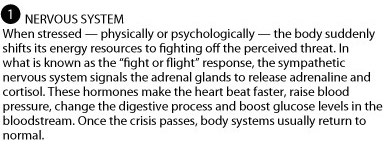 1 NERVOUS SYSTEM
When stressed — physically or psychologically — the body suddenly
shifts its energy resources to fighting off the perceived threat. In
what is known as the “fight or flight” response, the sympathetic
nervous system signals the adrenal glands to release adrenaline and
cortisol. These hormones make the heart beat faster, raise blood
pressure, change the digestive process and boost glucose levels in the
bloodstream. Once the crisis passes, body systems usually return to
normal.